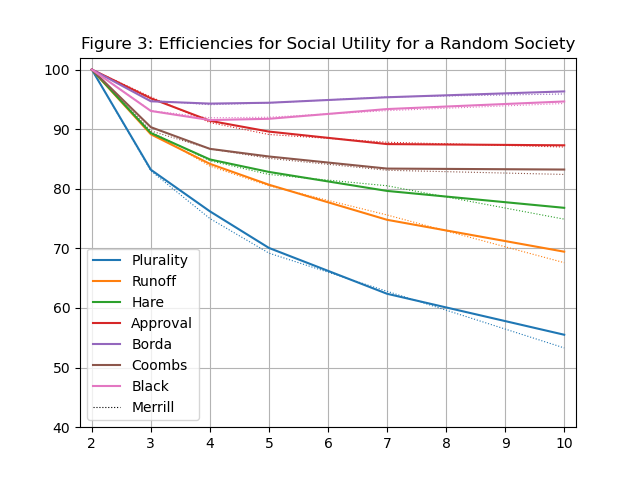 Figure 3: Efficiencies for Social Utility for a Random Society
100
90
80
70
60
50
40
Plurality
Runoff
Hare
Approval
Borda
Coombs
Black
Merrill
2 3 4 5 6 7 8 9 10